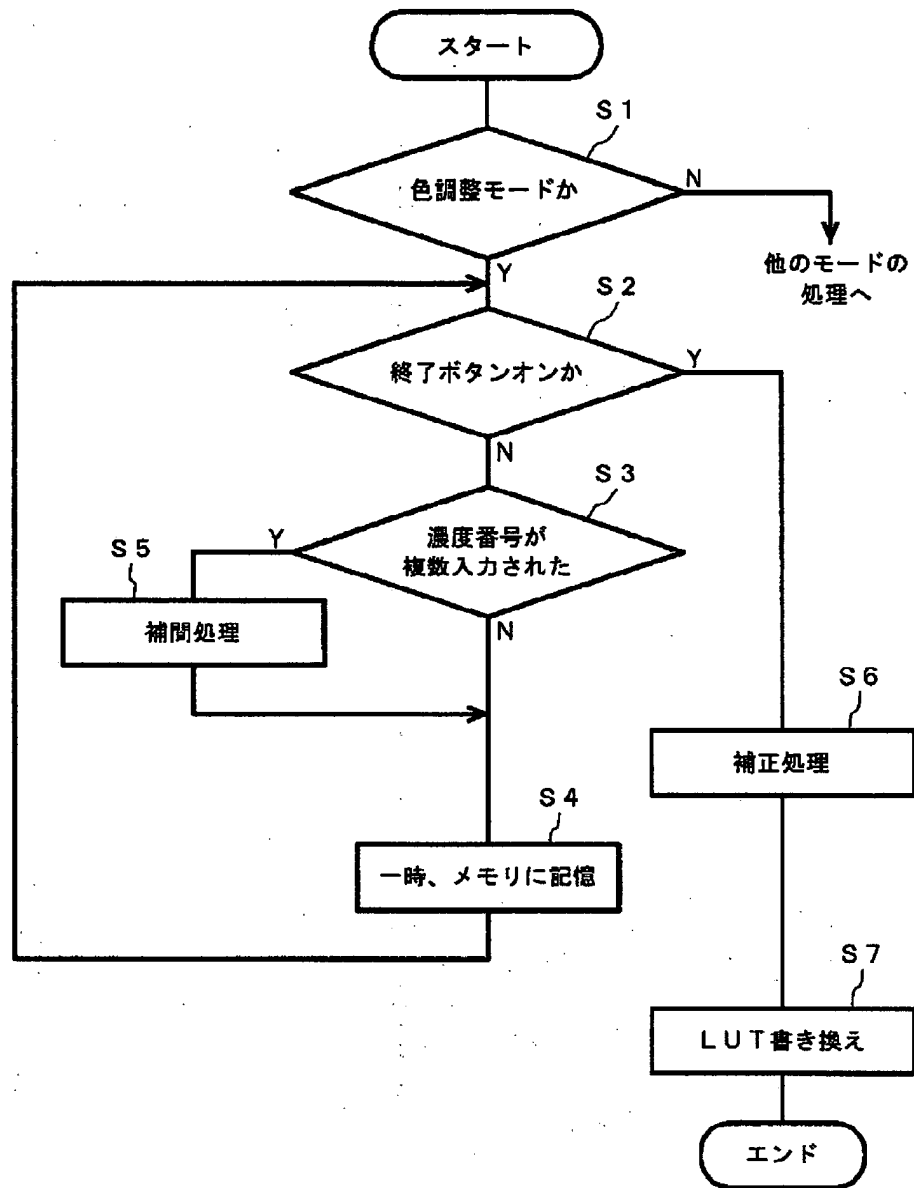 スタート
S1
色調整モードか
N
他のモードの
処理へ
Y
S2
終了ボタンオンか
Y
N
S3
濃度番号が
複数入力された
Y
N
S5
補間処理
S6
補正処理
S4
一時、メモリに記憶
S7
LUT書き換え
エンド